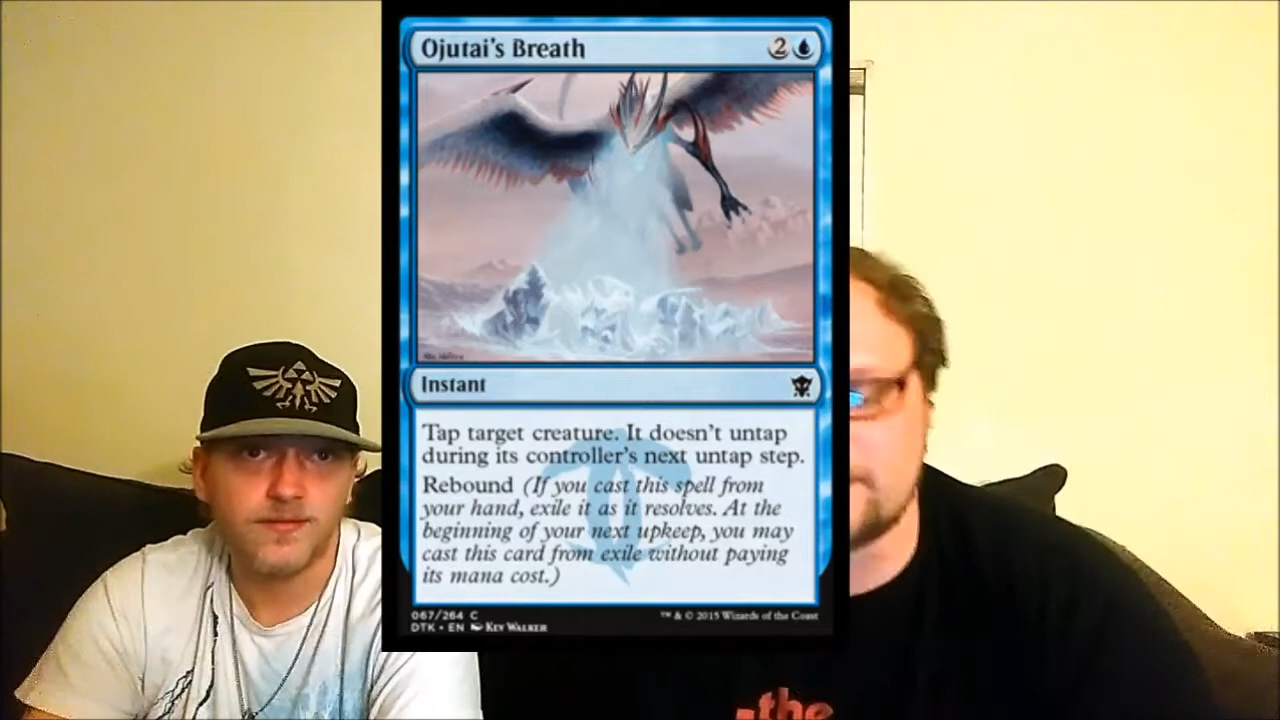 Ojutai's Breath 2
Instant
Tap target creature. It doesn't untap
during its controller's next untap step.
Rebound (If you cast this spell from
your hand, exile it as it resolves. At the
beginning of your next upkeep, you may
cast this card from exile without paying
its mana cost.)
067/264 C
™ & © 2015 Wizards of the Coast
DTK • EN Kev Walker
the